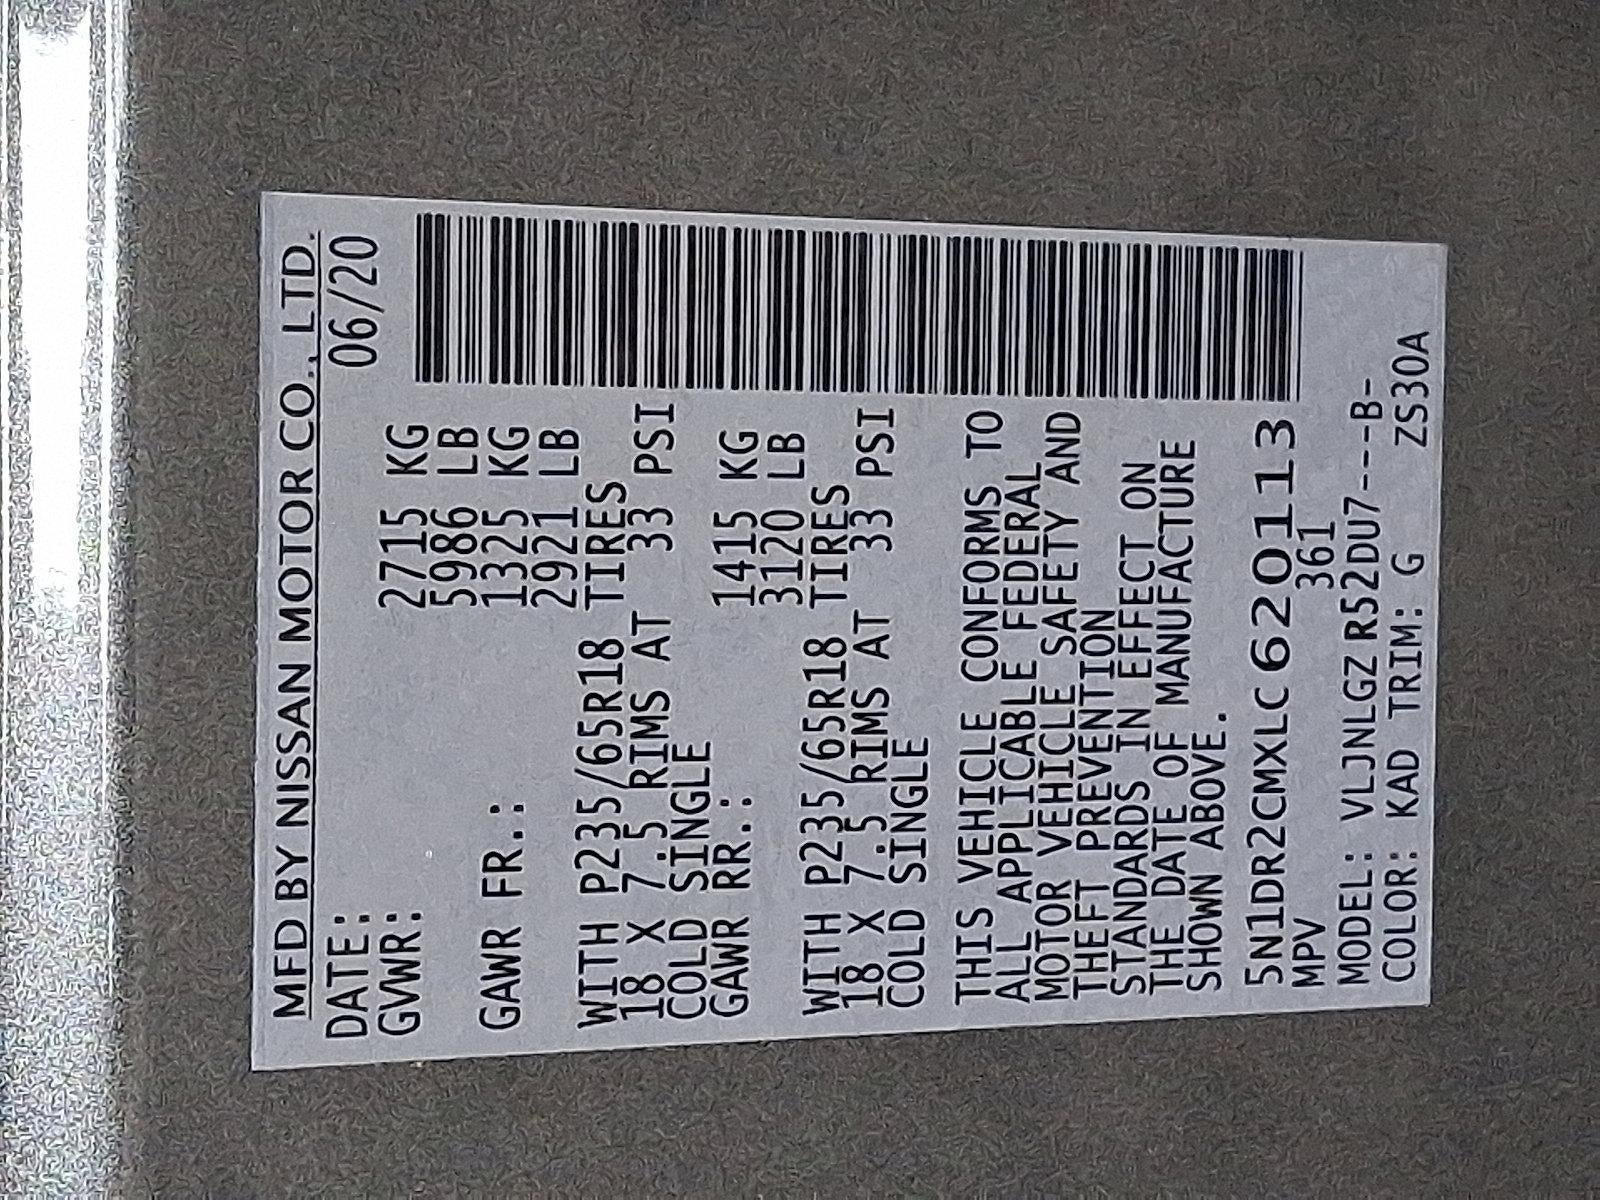 MFD BY NISSAN MOTOR CO., LTD.
DATE: 06/20
GVWR: 2715 KG
5986 LB
GAWR FR.: 1325 KG
2921 LB
WITH P235/65R18 TIRES
18 X 7.5 RIMS AT 33 PSI
COLD SINGLE
GAWR RR.: 1415 KG
3120 LB
WITH P235/65R18 TIRES
18 X 7.5 RIMS AT 33 PSI
COLD SINGLE
THIS VEHICLE CONFORMS TO
ALL APPLICABLE FEDERAL
MOTOR VEHICLE SAFETY AND
THEFT PREVENTION
STANDARDS IN EFFECT ON
THE DATE OF MANUFACTURE
SHOWN ABOVE.
5N1DR2CMXLC620113
MPV 361
MODEL: VLJNLGZ R52DU7---B-
COLOR: KAD TRIM: G ZS30A